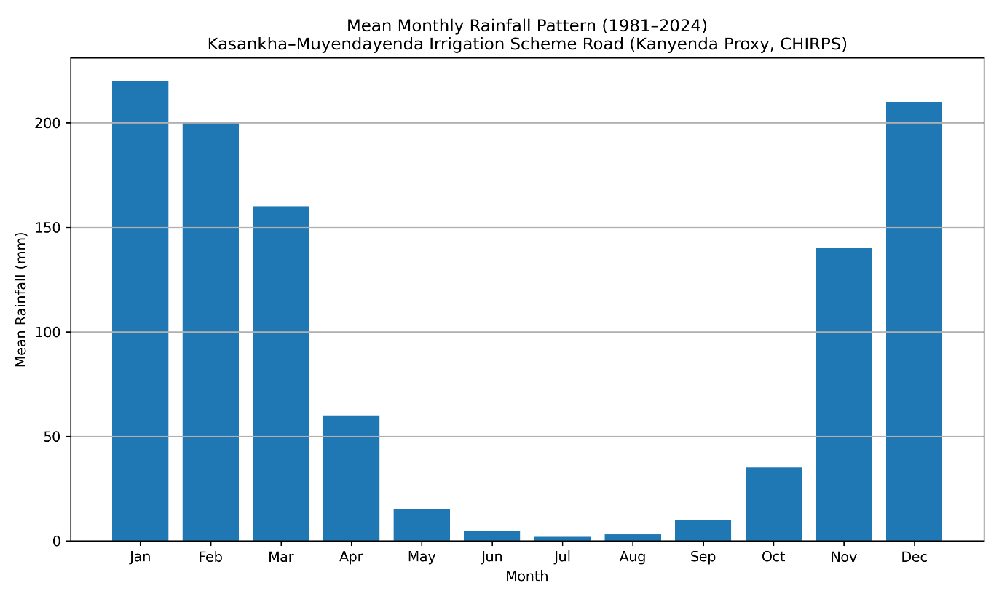 Mean Monthly Rainfall Pattern (1981–2024)
Kasankha–Muyendayenda Irrigation Scheme Road (Kanyenda Proxy, CHIRPS)
Mean Rainfall (mm)
200
150
100
50
0
Jan Feb Mar Apr May Jun Jul Aug Sep Oct Nov Dec
Month